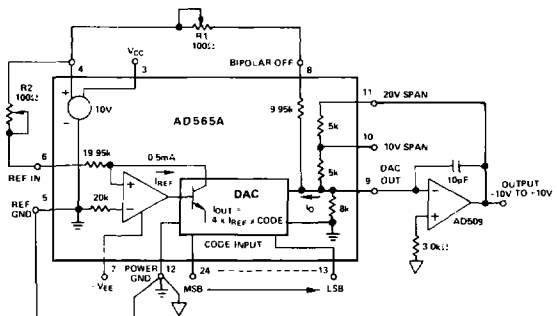 R1
100Ω
VCC
BIPOLAR OFF
4
3
8
R2
100Ω
+
10V
-
AD565A
9.95k
11
20V SPAN
5k
10
10V SPAN
5k
6
REF IN
19.95k
0.5mA
IREF
DAC
IOUT =
4 x IREF x CODE
CODE INPUT
IO
8k
9
DAC
OUT
10pF
-
+
AD509
3.0kΩ
OUTPUT
-10V TO +10V
5
REF
GND
20k
+
-
7
-VEE
POWER
GND
12
24
13
MSB
LSB